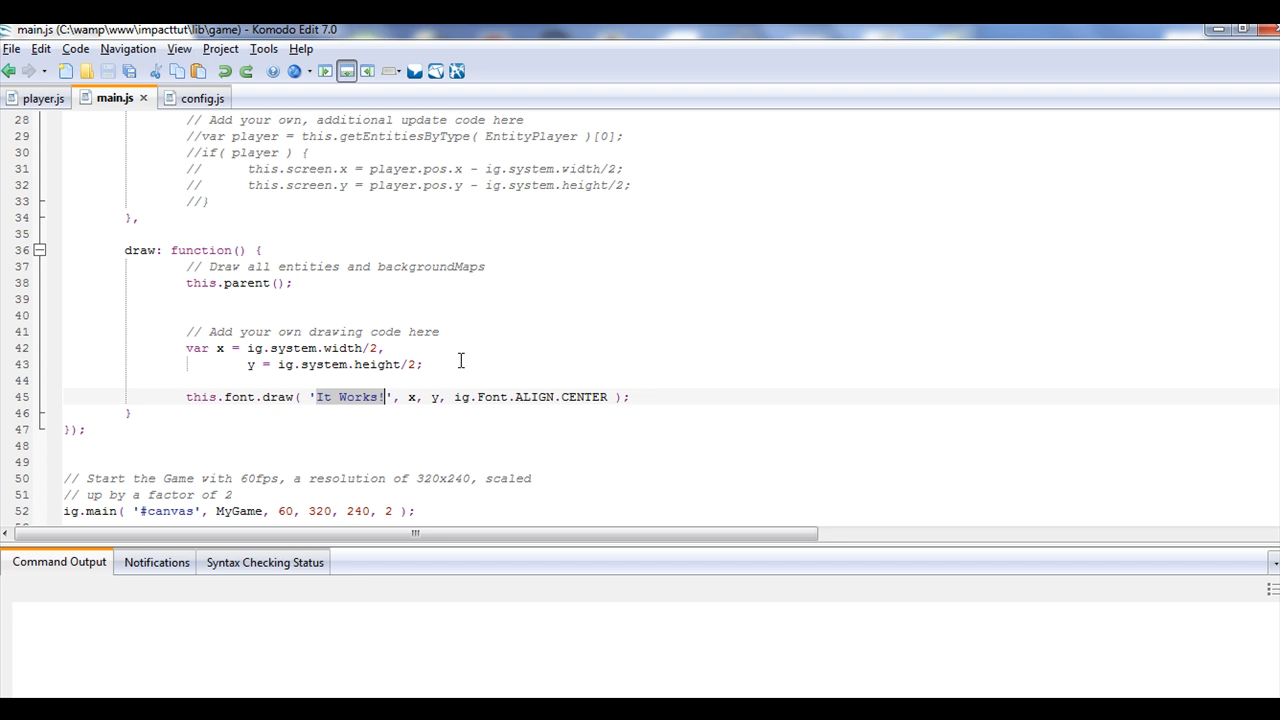 main.js (C:\wamp\www\impacttut\lib\game) - Komodo Edit 7.0
File Edit Code Navigation View Project Tools Help
player.js main.js config.js
28 // Add your own, additional update code here
29 //var player = this.getEntitiesByType( EntityPlayer )[0];
30 //if( player ) {
31 // this.screen.x = player.pos.x - ig.system.width/2;
32 // this.screen.y = player.pos.y - ig.system.height/2;
33 //}
34 },
35
36 draw: function() {
37 // Draw all entities and backgroundMaps
38 this.parent();
39
40
41 // Add your own drawing code here
42 var x = ig.system.width/2,
43 y = ig.system.height/2;
44
45 this.font.draw( 'It Works!', x, y, ig.Font.ALIGN.CENTER );
46 }
47 });
48
49
50 // Start the Game with 60fps, a resolution of 320x240, scaled
51 // up by a factor of 2
52 ig.main( '#canvas', MyGame, 60, 320, 240, 2 );
Command Output Notifications Syntax Checking Status